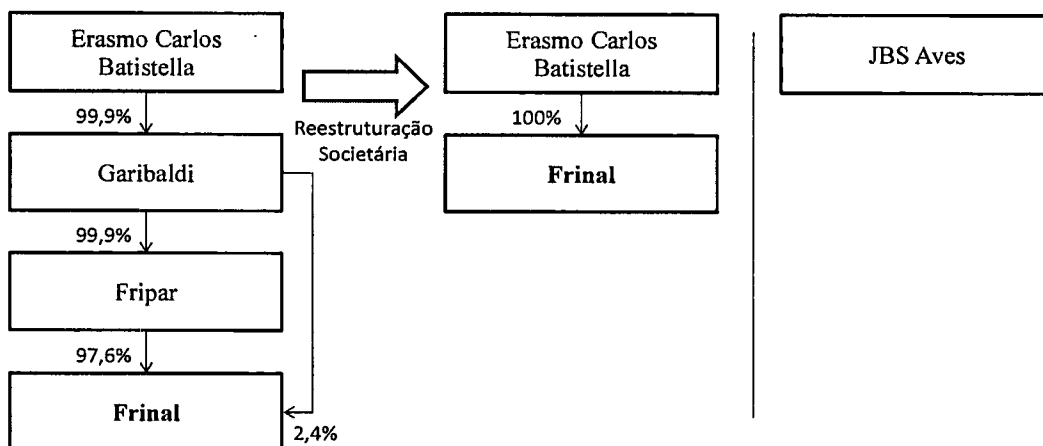 Erasmo Carlos
Batistella
99,9%
Garibaldi
99,9%
Fripar
97,6%
Frinal
2,4%
Reestruturação
Societária
Erasmo Carlos
Batistella
100%
Frinal
JBS Aves